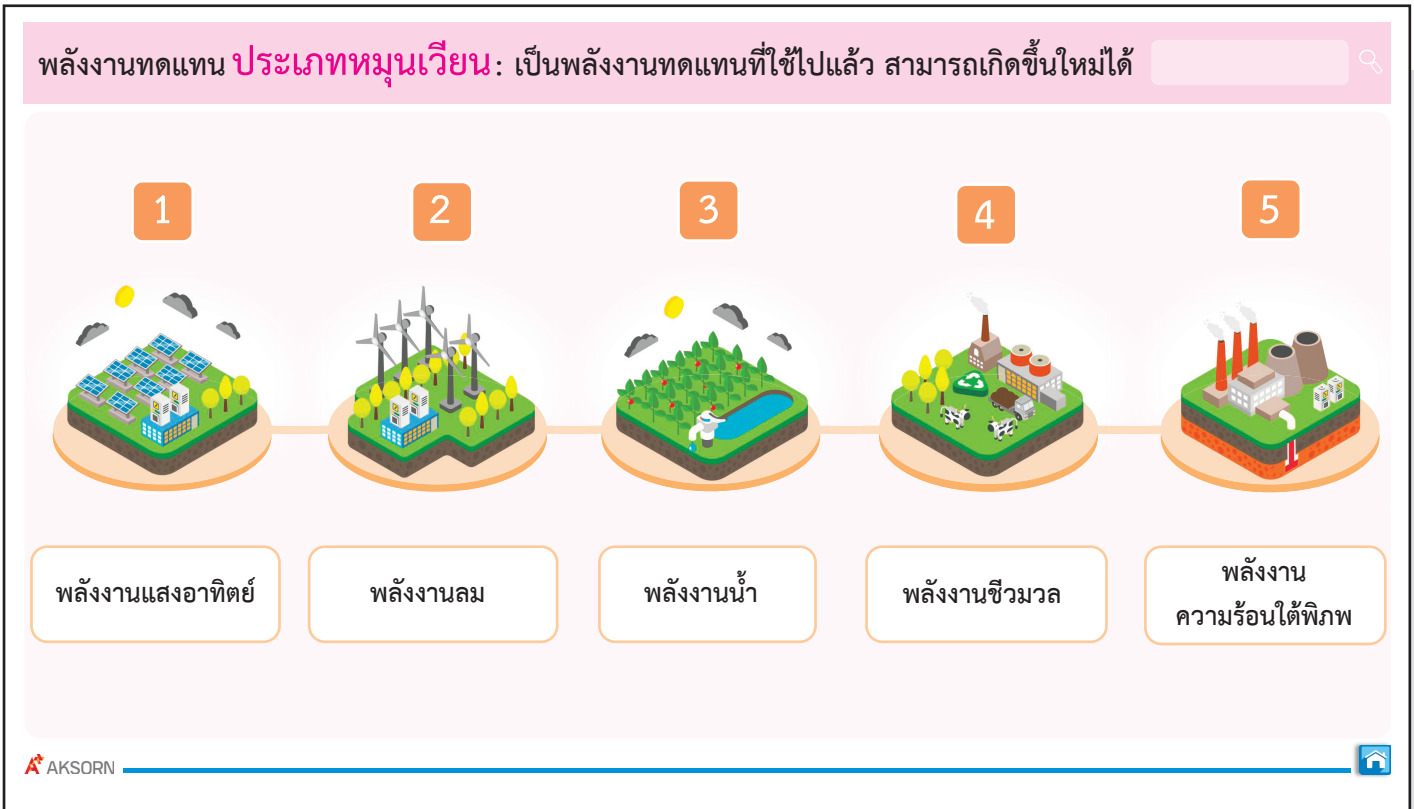 พลังงานทดแทน ประเภทหมุนเวียน : เป็นพลังงานทดแทนที่ใช้ไปแล้ว สามารถเกิดขึ้นใหม่ได้
1 2 3 4 5
พลังงานแสงอาทิตย์
พลังงานลม
พลังงานน้ำ
พลังงานชีวมวล
พลังงาน
ความร้อนใต้พิภพ
AKSORN